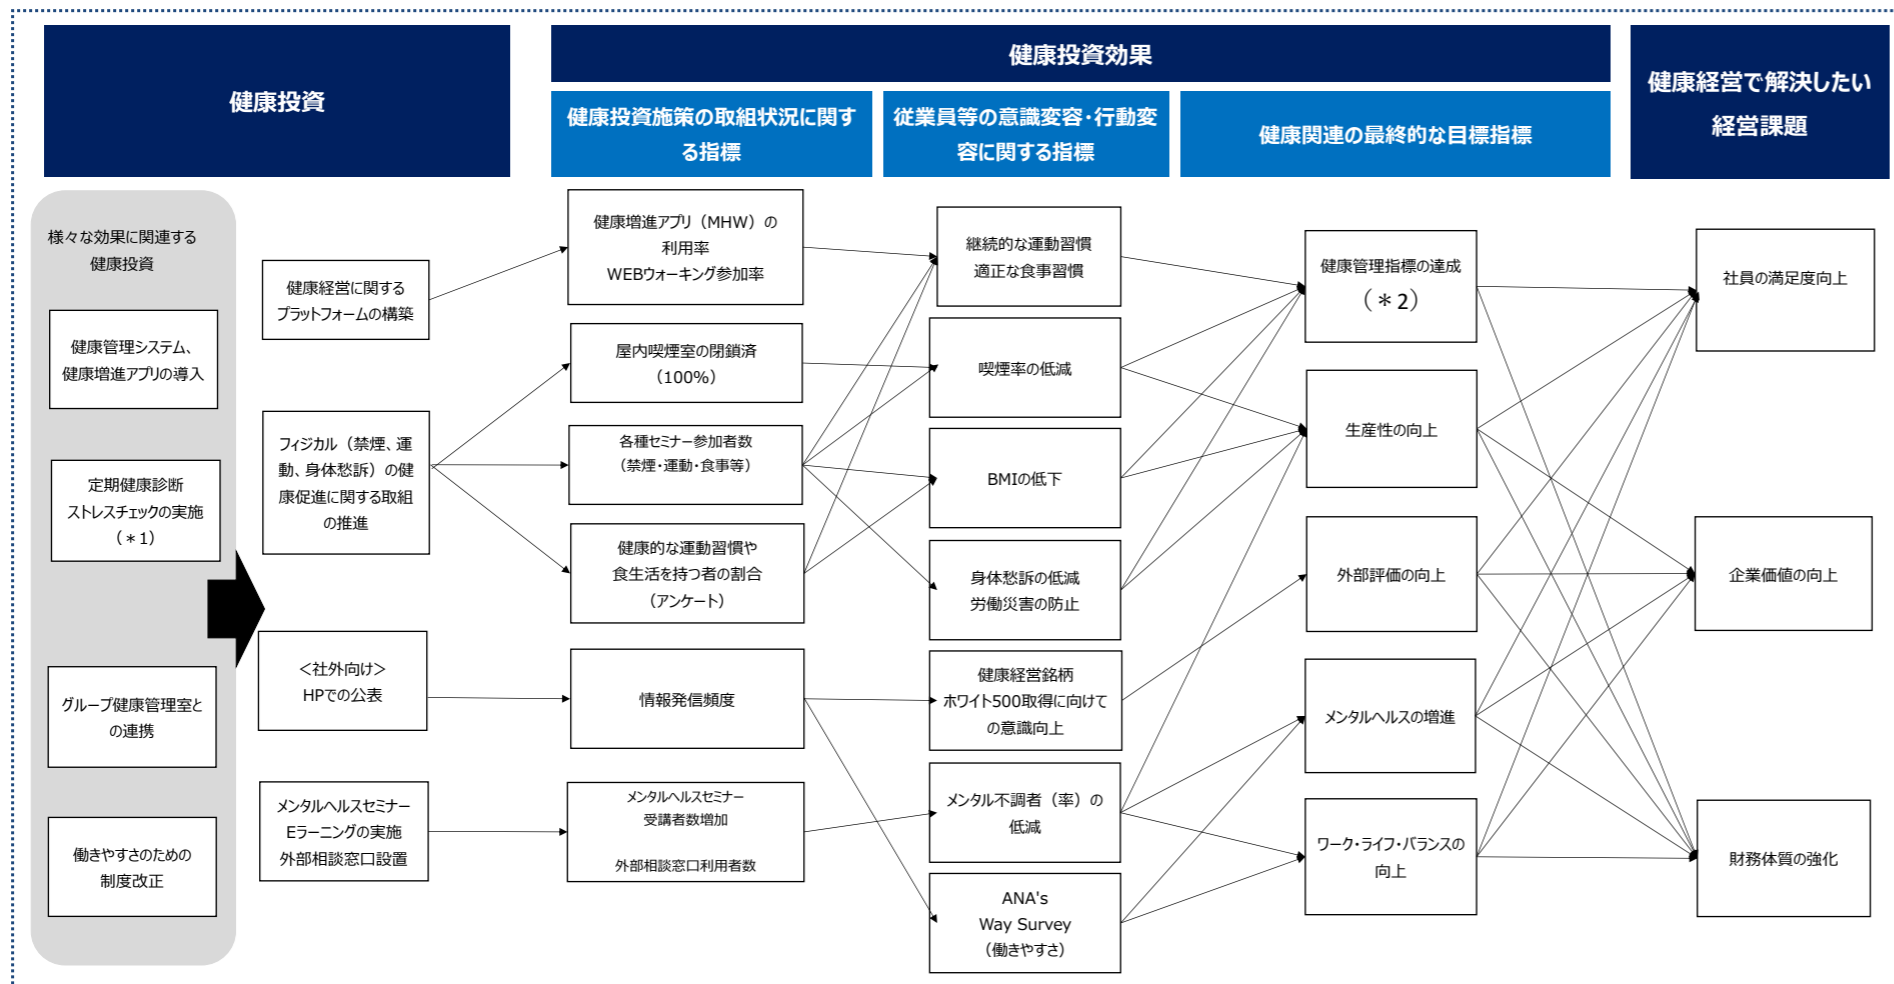 健康投資
健康投資効果
健康経営で解決したい
経営課題
健康投資施策の取組状況に関す
る指標
従業員等の意識変容・行動変
容に関する指標
健康関連の最終的な目標指標
様々な効果に関連する
健康投資
健康管理システム、
健康増進アプリの導入
定期健康診断
ストレスチェックの実施
（＊1）
グループ健康管理室と
の連携
働きやすさのための
制度改正
健康経営に関する
プラットフォームの構築
フィジカル（禁煙、運
動、身体愁訴）の健
康促進に関する取組
の推進
＜社外向け＞
HPでの公表
メンタルヘルスセミナー
Eラーニングの実施
外部相談窓口設置
健康増進アプリ（MHW）の
利用率
WEBウォーキング参加率
屋内喫煙室の閉鎖済
（100%）
各種セミナー参加者数
（禁煙・運動・食事等）
健康的な運動習慣や
食生活を持つ者の割合
（アンケート）
情報発信頻度
メンタルヘルスセミナー
受講者数増加
外部相談窓口利用者数
継続的な運動習慣
適正な食事習慣
喫煙率の低減
BMIの低下
身体愁訴の低減
労働災害の防止
健康経営銘柄
ホワイト500取得に向けて
の意識向上
メンタル不調者（率）の
低減
ANA's
Way Survey
（働きやすさ）
健康管理指標の達成
（＊2）
生産性の向上
外部評価の向上
メンタルヘルスの増進
ワーク・ライフ・バランスの
向上
社員の満足度向上
企業価値の向上
財務体質の強化